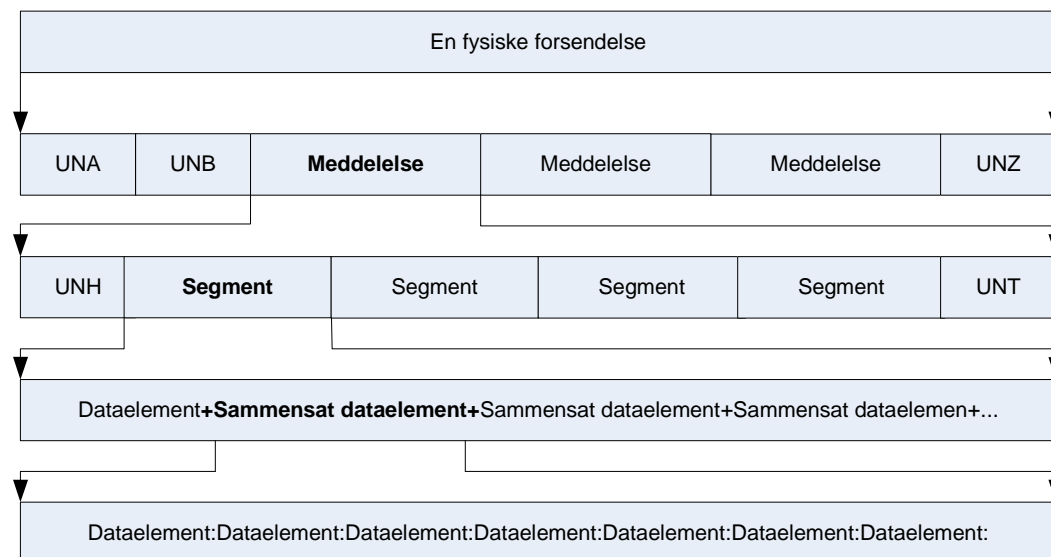 En fysiske forsendelse
UNA UNB Meddelelse Meddelelse Meddelelse UNZ
UNH Segment Segment Segment Segment UNT
Dataelement+Sammensat dataelement+Sammensat dataelement+Sammensat dataelemen+...
Dataelement:Dataelement:Dataelement:Dataelement:Dataelement:Dataelement:Dataelement: